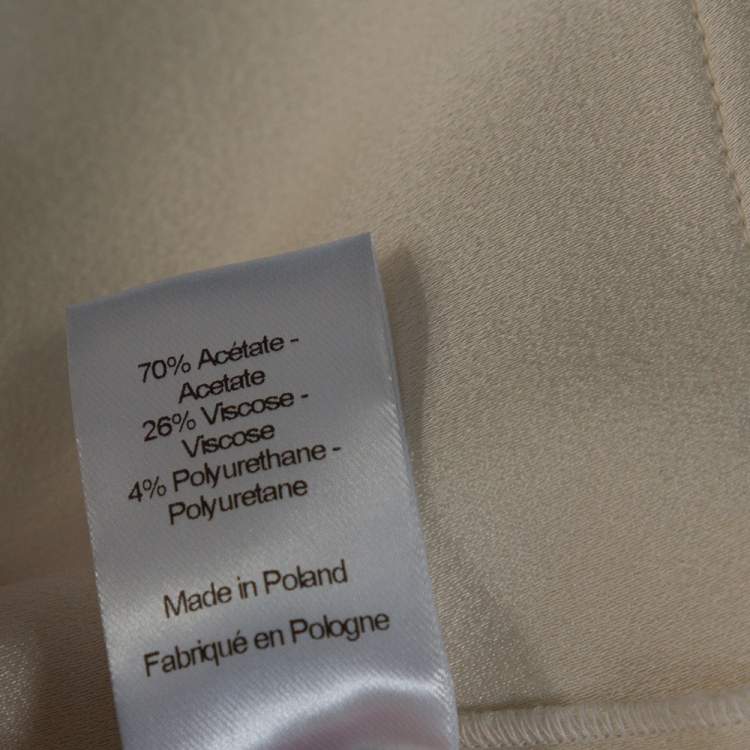 70% Acétate -
Acetate
26% Viscose -
Viscose
4% Polyurethane -
Polyuretane
Made in Poland
Fabriqué en Pologne